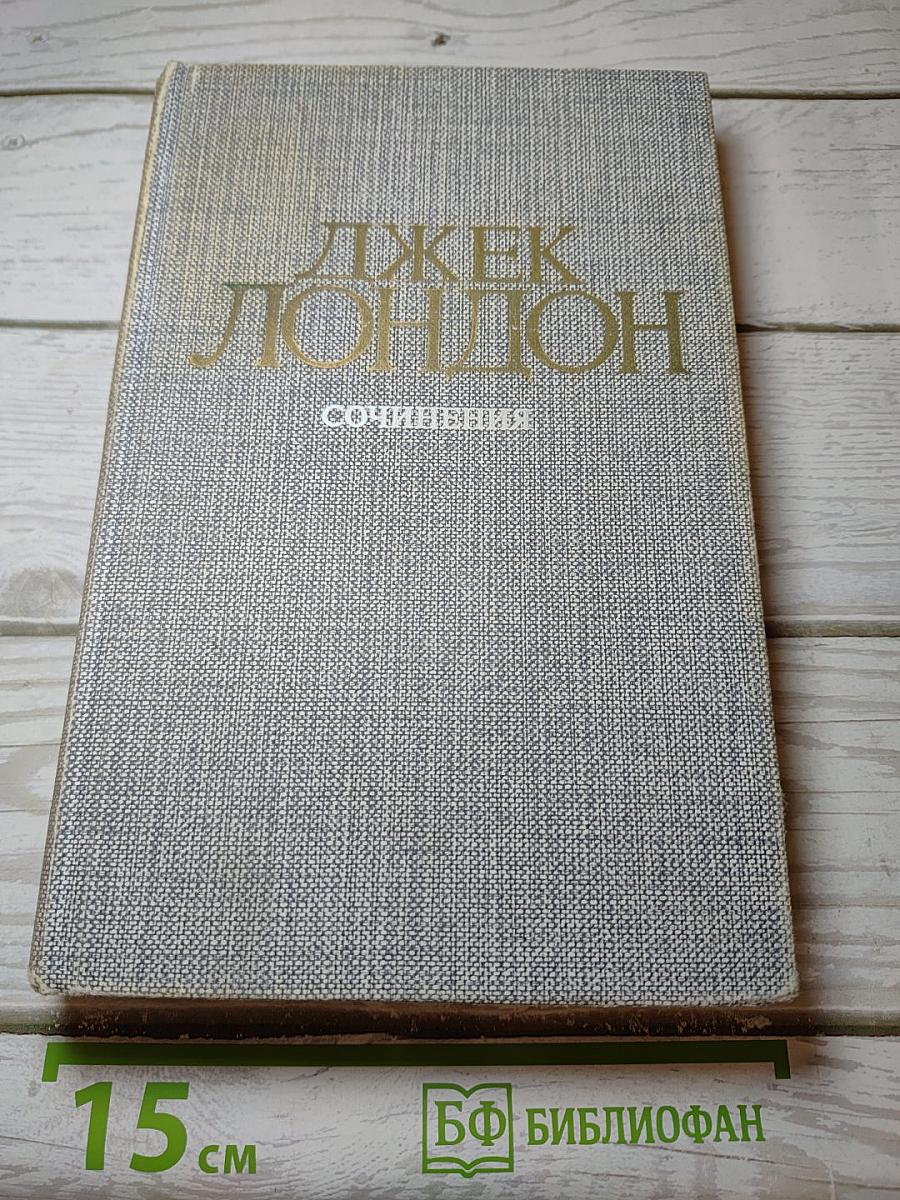 ДЖЕК
ЛОНДОН
СОЧИНЕНИЯ
15 см
БФ БИБЛИОФАН